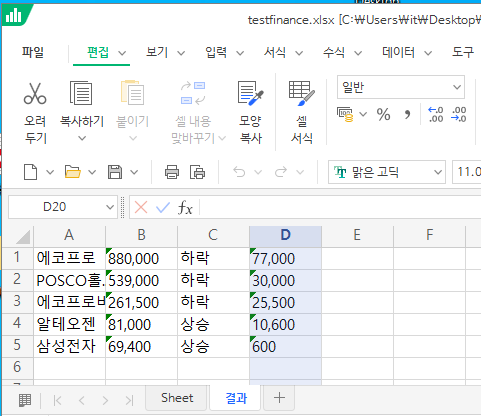 testfinance.xlsx [C:₩Users₩it₩Desktop₩
파일 편집 보기 입력 서식 수식 데이터 도구
오려 두기 복사하기 붙이기 셀 내용 맞바꾸기 모양 복사 셀 서식 일반
% , ←.0 .00 .00 →.0
맑은 고딕 11.0
D20 fx
A B C D E F
1 에코프로 880,000 하락 77,000
2 POSCO홀. 539,000 하락 30,000
3 에코프로비 261,500 하락 25,500
4 알테오젠 81,000 상승 10,600
5 삼성전자 69,400 상승 600
6
Sheet 결과 +